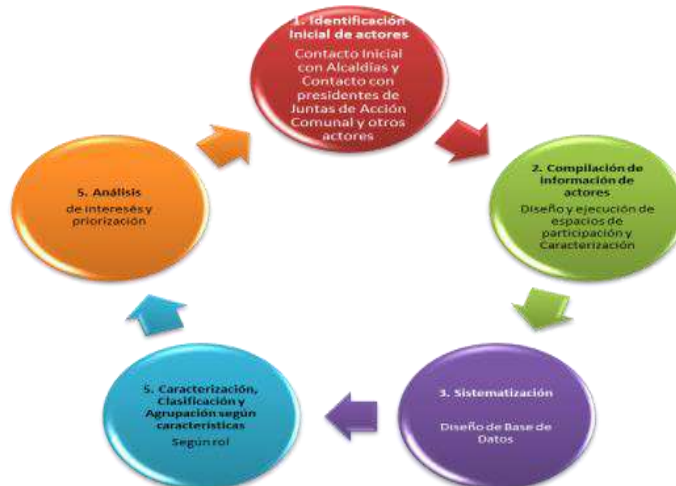 1. Identificación
Inicial de actores
Contacto Inicial
con Alcaldías y
Contacto con
presidentes de
Juntas de Acción
Comunal y otros
actores
2. Compilación de
información de
actores
Diseño y ejecución de
espacios de
participación y
Caracterización
3. Sistematización
Diseño de Base de
Datos
5. Caracterización,
Clasificación y
Agrupación según
características
Según rol
5. Análisis
de interesés y
priorización